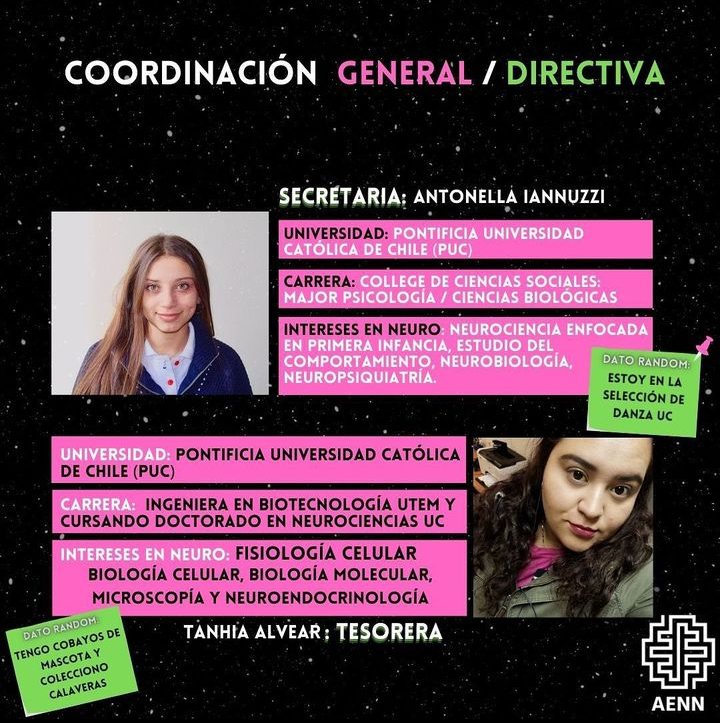 COORDINACIÓN GENERAL / DIRECTIVA
SECRETARIA: ANTONELLA IANNUZZI
UNIVERSIDAD: PONTIFICIA UNIVERSIDAD
CATÓLICA DE CHILE (PUC)
CARRERA: COLLEGE DE CIENCIAS SOCIALES:
MAJOR PSICOLOGÍA / CIENCIAS BIOLÓGICAS
INTERESES EN NEURO: NEUROCIENCIA ENFOCADA
EN PRIMERA INFANCIA, ESTUDIO DEL
COMPORTAMIENTO, NEUROBIOLOGÍA,
NEUROPSIQUIATRÍA.
DATO RANDOM:
ESTOY EN LA
SELECCIÓN DE
DANZA UC
UNIVERSIDAD: PONTIFICIA UNIVERSIDAD CATÓLICA
DE CHILE (PUC)
CARRERA: INGENIERA EN BIOTECNOLOGÍA UTEM Y
CURSANDO DOCTORADO EN NEUROCIENCIAS UC
INTERESES EN NEURO: FISIOLOGÍA CELULAR
BIOLOGÍA CELULAR, BIOLOGÍA MOLECULAR,
MICROSCOPÍA Y NEUROENDOCRINOLOGÍA
TANHIA ALVEAR: TESORERA
DATO RANDOM:
TENGO COBAYOS DE
MASCOTA Y
COLECCIONO
CALAVERAS
AENN